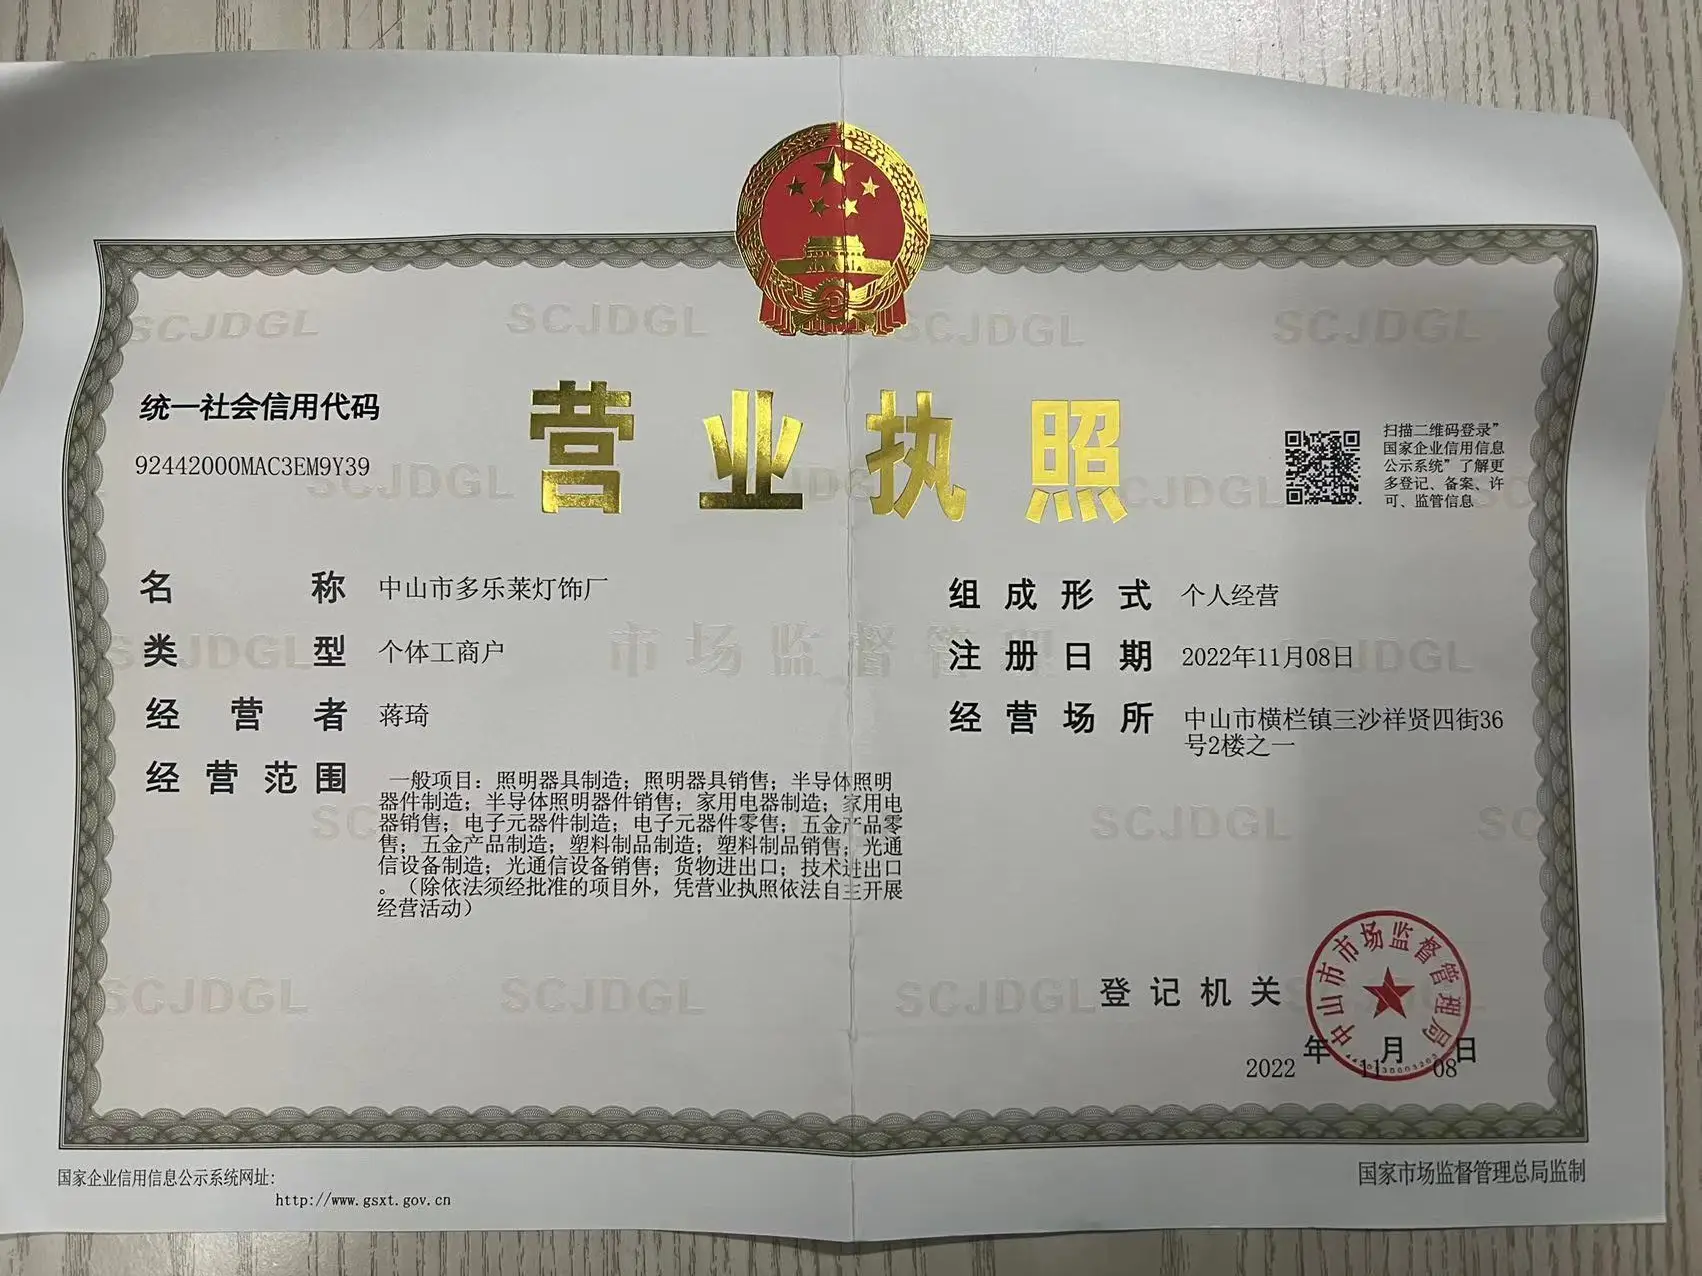 统一社会信用代码
92442000MAC3EM9Y39
营业执照
扫描二维码登录”
国家企业信用信息
公示系统”了解更
多登记、备案、许
可、监管信息
名称 中山市多乐莱灯饰厂
类型 个体工商户
经营者 蒋琦
经营范围 一般项目：照明器具制造；照明器具销售；半导体照明
器件制造；半导体照明器件销售；家用电器制造；家用电
器销售；电子元器件制造；电子元器件零售；五金产品零
售；五金产品制造；塑料制品制造；塑料制品销售；光通
信设备制造；光通信设备销售；货物进出口；技术进出口
。（除依法须经批准的项目外，凭营业执照依法自主开展
经营活动）
组成形式 个人经营
注册日期 2022年11月08日
经营场所 中山市横栏镇三沙祥贤四街36
号2楼之一
登记机关
中山市市场监督管理局
2022年11月08日
国家企业信用信息公示系统网址：
http://www.gsxt.gov.cn
国家市场监督管理总局监制
SCJDGL
市场监督管理